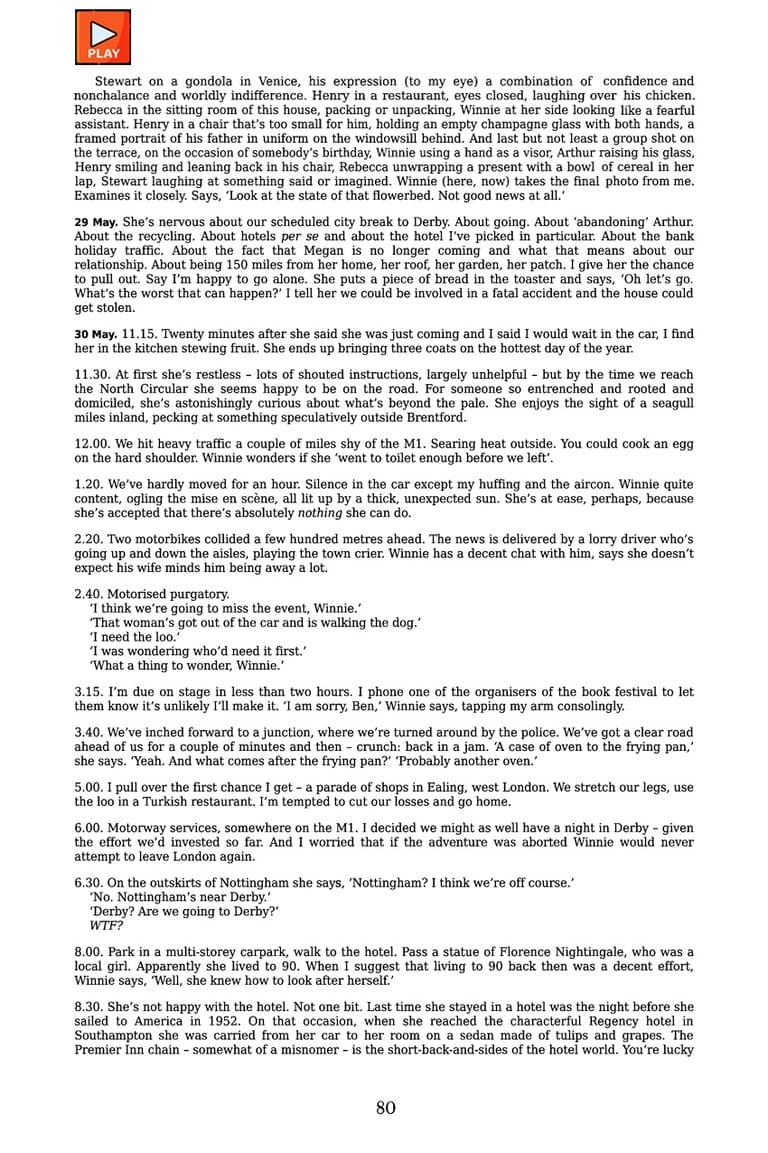 PLAY
Stewart on a gondola in Venice, his expression (to my eye) a combination of confidence and
nonchalance and worldly indifference. Henry in a restaurant, eyes closed, laughing over his chicken.
Rebecca in the sitting room of this house, packing or unpacking, Winnie at her side looking like a fearful
assistant. Henry in a chair that’s too small for him, holding an empty champagne glass with both hands, a
framed portrait of his father in uniform on the windowsill behind. And last but not least a group shot on
the terrace, on the occasion of somebody’s birthday, Winnie using a hand as a visor, Arthur raising his glass,
Henry smiling and leaning back in his chair, Rebecca unwrapping a present with a bowl of cereal in her
lap, Stewart laughing at something said or imagined. Winnie (here, now) takes the final photo from me.
Examines it closely. Says, ‘Look at the state of that flowerbed. Not good news at all.’
29 May. She’s nervous about our scheduled city break to Derby. About going. About ‘abandoning’ Arthur.
About the recycling. About hotels per se and about the hotel I’ve picked in particular. About the bank
holiday traffic. About the fact that Megan is no longer coming and what that means about our
relationship. About being 150 miles from her home, her roof, her garden, her patch. I give her the chance
to pull out. Say I’m happy to go alone. She puts a piece of bread in the toaster and says, ‘Oh let’s go.
What’s the worst that can happen?’ I tell her we could be involved in a fatal accident and the house could
get stolen.
30 May. 11.15. Twenty minutes after she said she was just coming and I said I would wait in the car, I find
her in the kitchen stewing fruit. She ends up bringing three coats on the hottest day of the year.
11.30. At first she’s restless – lots of shouted instructions, largely unhelpful – but by the time we reach
the North Circular she seems happy to be on the road. For someone so entrenched and rooted and
domiciled, she’s astonishingly curious about what’s beyond the pale. She enjoys the sight of a seagull
miles inland, pecking at something speculatively outside Brentford.
12.00. We hit heavy traffic a couple of miles shy of the M1. Searing heat outside. You could cook an egg
on the hard shoulder. Winnie wonders if she ‘went to toilet enough before we left’.
1.20. We’ve hardly moved for an hour. Silence in the car except my huffing and the aircon. Winnie quite
content, ogling the mise en scène, all lit up by a thick, unexpected sun. She’s at ease, perhaps, because
she’s accepted that there’s absolutely nothing she can do.
2.20. Two motorbikes collided a few hundred metres ahead. The news is delivered by a lorry driver who’s
going up and down the aisles, playing the town crier. Winnie has a decent chat with him, says she doesn’t
expect his wife minds him being away a lot.
2.40. Motorised purgatory.
‘I think we’re going to miss the event, Winnie.’
‘That woman’s got out of the car and is walking the dog.’
‘I need the loo.’
‘I was wondering who’d need it first.’
‘What a thing to wonder, Winnie.’
3.15. I’m due on stage in less than two hours. I phone one of the organisers of the book festival to let
them know it’s unlikely I’ll make it. ‘I am sorry, Ben,’ Winnie says, tapping my arm consolingly.
3.40. We’ve inched forward to a junction, where we’re turned around by the police. We’ve got a clear road
ahead of us for a couple of minutes and then – crunch: back in a jam. ‘A case of oven to the frying pan,’
she says. ‘Yeah. And what comes after the frying pan?’ ‘Probably another oven.’
5.00. I pull over the first chance I get – a parade of shops in Ealing, west London. We stretch our legs, use
the loo in a Turkish restaurant. I’m tempted to cut our losses and go home.
6.00. Motorway services, somewhere on the M1. I decided we might as well have a night in Derby – given
the effort we’d invested so far. And I worried that if the adventure was aborted Winnie would never
attempt to leave London again.
6.30. On the outskirts of Nottingham she says, ‘Nottingham? I think we’re off course.’
‘No. Nottingham’s near Derby.’
‘Derby? Are we going to Derby?’
WTF?
8.00. Park in a multi-storey carpark, walk to the hotel. Pass a statue of Florence Nightingale, who was a
local girl. Apparently she lived to 90. When I suggest that living to 90 back then was a decent effort,
Winnie says, ‘Well, she knew how to look after herself.’
8.30. She’s not happy with the hotel. Not one bit. Last time she stayed in a hotel was the night before she
sailed to America in 1952. On that occasion, when she reached the characterful Regency hotel in
Southampton she was carried from her car to her room on a sedan made of tulips and grapes. The
Premier Inn chain – somewhat of a misnomer – is the short-back-and-sides of the hotel world. You’re lucky
80